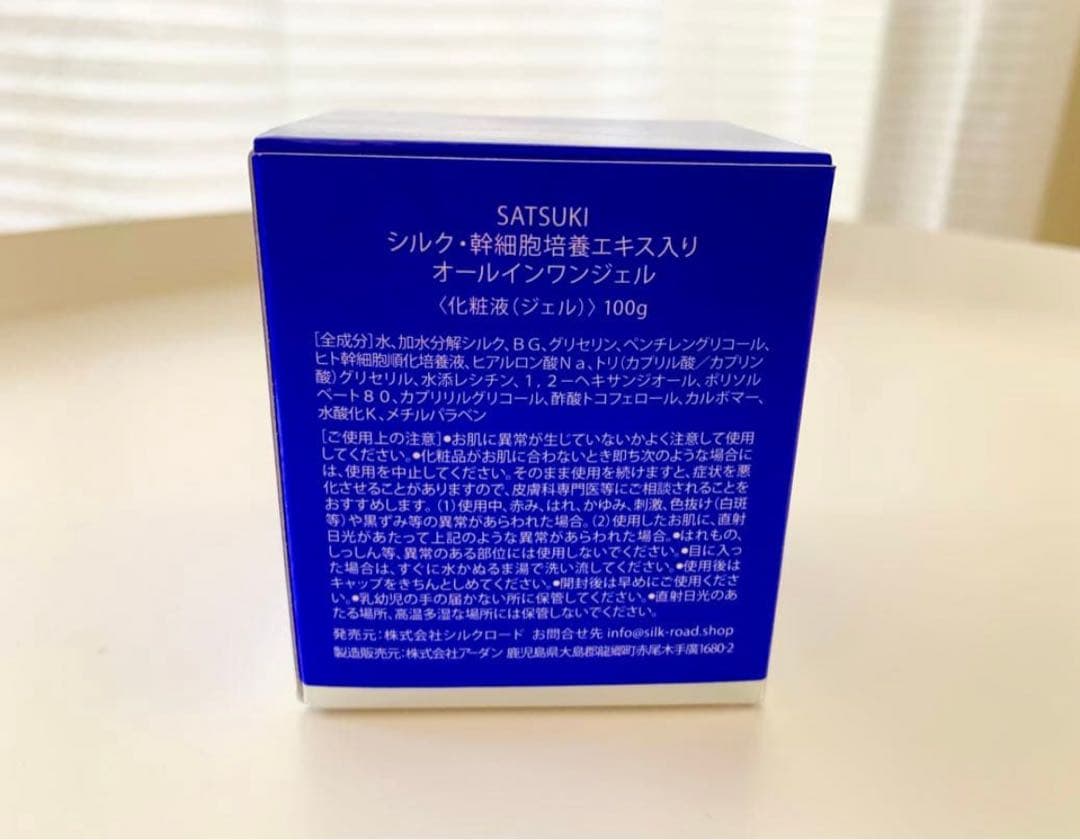 SATSUKI
シルク・幹細胞培養エキス入り
オールインワンジェル
〈化粧液（ジェル）〉100g
［全成分］水、加水分解シルク、ＢＧ、グリセリン、ペンチレングリコール、
ヒト幹細胞順化培養液、ヒアルロン酸Ｎａ、トリ（カプリル酸／カプリン
酸）グリセリル、水添レシチン、１，２－ヘキサンジオール、ポリソル
ベート８０、カプリリルグリコール、酢酸トコフェロール、カルボマー、
水酸化Ｋ、メチルパラベン
［ご使用上の注意］●お肌に異常が生じていないかよく注意して使用
してください。●化粧品がお肌に合わないとき即ち次のような場合に
は、使用を中止してください。そのまま使用を続けますと、症状を悪
化させることがありますので、皮膚科専門医等にご相談されることを
おすすめします。（1）使用中、赤み、はれ、かゆみ、刺激、色抜け（白斑
等）や黒ずみ等の異常があらわれた場合。（2）使用したお肌に、直射
日光があたって上記のような異常があらわれた場合。●はれもの、
しっしん等、異常のある部位には使用しないでください。●目に入っ
た場合は、すぐに水かぬるま湯で洗い流してください。●使用後は
キャップをきちんとしめてください。●開封後は早めにご使用くださ
い。●乳幼児の手の届かない所に保管してください。●直射日光のあ
たる場所、高温多湿な場所には保管しないでください。
発売元：株式会社シルクロード お問合せ先 info@silk-road.shop
製造販売元：株式会社アーダン 鹿児島県大島郡龍郷町赤尾木手廣1680-2